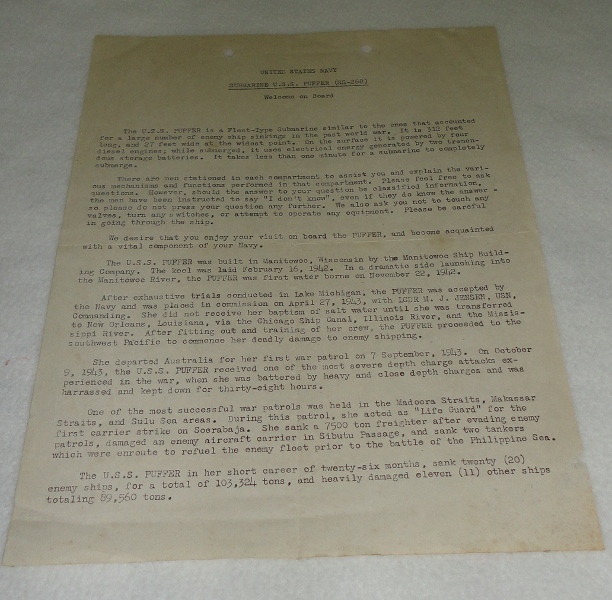 UNITED STATES NAVY
SUBMARINE U.S.S. PUFFER (SS-268)
Welcome on Board
The U.S.S. PUFFER is a Fleet-Type Submarine similar to the ones that accounted
for a large number of enemy ship sinkings in the past world war. It is 312 feet
long, and 27 feet wide at the widest point. On the surface it is powered by four
diesel engines; while submerged, it uses electrical energy generated by two tremen-
dous storage batteries. It takes less than one minute for a submarine to completely
submerge.
There are men stationed in each compartment to assist you and explain the vari-
ous mechanisms and functions performed in that compartment. Please feel free to ask
questions. However, should the answer to your question be classified information,
the men have been instructed to say "I don't know", even if they do know the answer -
so please do not press your question any further. We also ask you not to touch any
valves, turn any switches, or attempt to operate any equipment. Please be careful
in going through the ship.
We desire that you enjoy your visit on board the PUFFER, and become acquainted
with a vital component of your Navy.
The U.S.S. PUFFER was built in Manitowoc, Wisconsin by the Manitowoc Ship Build-
ing Company. The keel was laid February 16, 1942. In a dramatic side launching into
the Manitowoc River, the PUFFER was first water borne on November 22, 1942.
After exhaustive trials conducted in Lake Michigan, the PUFFER was accepted by
the Navy and was placed in commission on April 27, 1943, with LCDR M. J. JENSEN, USN,
Commanding. She did not receive her baptism of salt water until she was transferred
to New Orleans, Louisiana, via the Chicago Ship Canal, Illinois River, and the Missis-
sippi River. After fitting out and training of her crew, the PUFFER proceeded to the
southwest Pacific to commence her deadly damage to enemy shipping.
She departed Australia for her first war patrol on 7 September, 1943. On October
9, 1943, the U.S.S. PUFFER received one of the most severe depth charge attacks ex-
perienced in the war, when she was battered by heavy and close depth charges and was
harrassed and kept down for thirty-eight hours.
One of the most successful war patrols was held in the Madoera Straits, Makassar
Straits, and Sulu Sea areas. During this patrol, she acted as "Life Guard" for the
first carrier strike on Soerabaja. She sank a 7500 ton freighter after evading enemy
patrols, damaged an enemy aircraft carrier in Sibutu Passage, and sank two tankers
which were enroute to refuel the enemy fleet prior to the battle of the Philippine Sea.
The U.S.S. PUFFER in her short career of twenty-six months, sank twenty (20)
enemy ships, for a total of 103,324 tons, and heavily damaged eleven (11) other ships
totaling 89,560 tons.